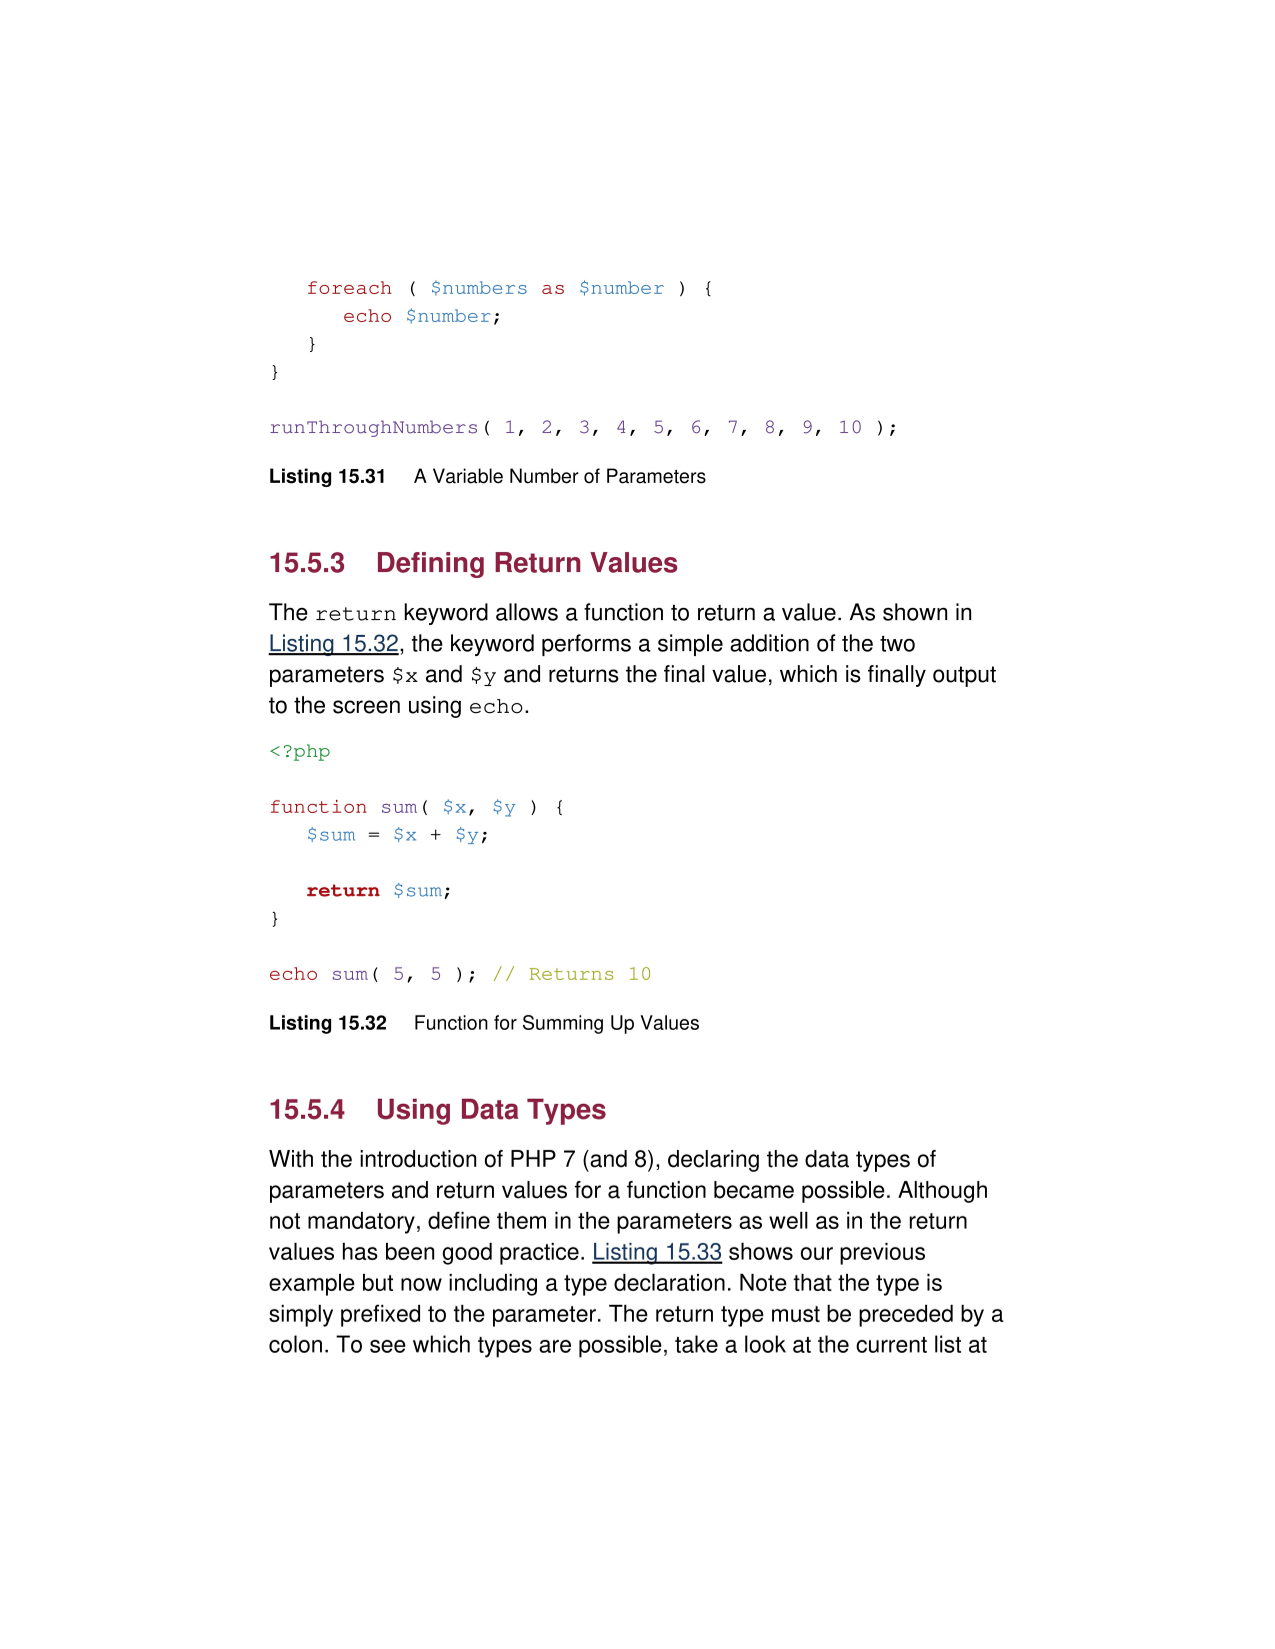 foreach ( $numbers as $number ) {
      echo $number;
   }
}
runThroughNumbers( 1, 2, 3, 4, 5, 6, 7, 8, 9, 10 );
Listing 15.31 A Variable Number of Parameters
15.5.3 Defining Return Values
The return keyword allows a function to return a value. As shown in
Listing 15.32, the keyword performs a simple addition of the two
parameters $x and $y and returns the final value, which is finally output
to the screen using echo.
<?php
function sum( $x, $y ) {
   $sum = $x + $y;
   return $sum;
}
echo sum( 5, 5 ); // Returns 10
Listing 15.32 Function for Summing Up Values
15.5.4 Using Data Types
With the introduction of PHP 7 (and 8), declaring the data types of
parameters and return values for a function became possible. Although
not mandatory, define them in the parameters as well as in the return
values has been good practice. Listing 15.33 shows our previous
example but now including a type declaration. Note that the type is
simply prefixed to the parameter. The return type must be preceded by a
colon. To see which types are possible, take a look at the current list at